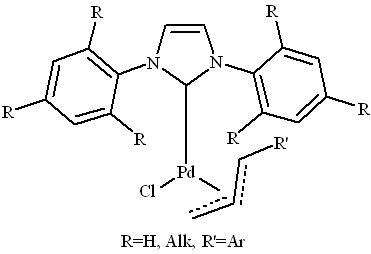 R R
N N
R R
R R
R'
Pd
Cl
R=H, Alk, R'=Ar